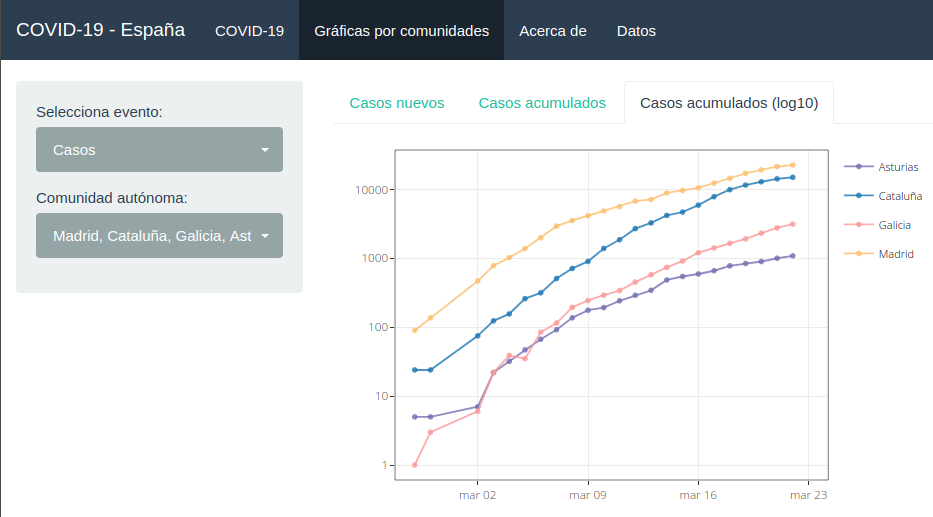 COVID-19 - España COVID-19 Gráficas por comunidades Acerca de Datos
Selecciona evento:
Casos
Comunidad autónoma:
Madrid, Cataluña, Galicia, Ast
Casos nuevos Casos acumulados Casos acumulados (log10)
10000
1000
100
10
1
mar 02 mar 09 mar 16 mar 23
Asturias
Cataluña
Galicia
Madrid